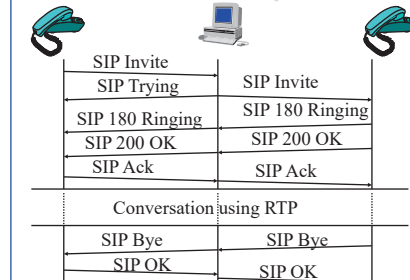 SIP Invite
SIP Trying SIP Invite
SIP 180 Ringing SIP 180 Ringing
SIP 200 OK SIP 200 OK
SIP Ack SIP Ack
Conversation using RTP
SIP Bye SIP Bye
SIP OK SIP OK